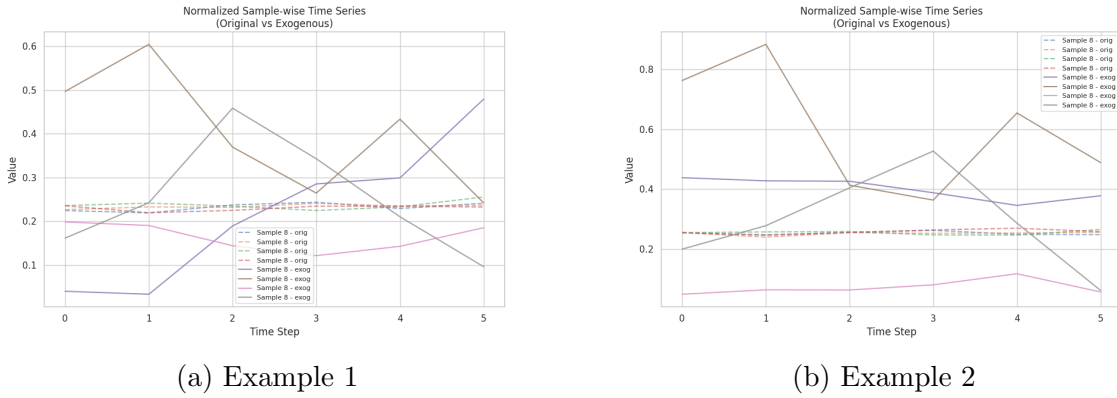 Normalized Sample-wise Time Series
(Original vs Exogenous)
0.6
0.5
0.4
0.3
0.2
0.1
Value
Sample 8 - orig
Sample 8 - orig
Sample 8 - orig
Sample 8 - orig
Sample 8 - exog
Sample 8 - exog
Sample 8 - exog
Sample 8 - exog
0 1 2 3 4 5
Time Step
(a) Example 1
Normalized Sample-wise Time Series
(Original vs Exogenous)
0.8
0.6
0.4
0.2
Value
Sample 8 - orig
Sample 8 - orig
Sample 8 - orig
Sample 8 - orig
Sample 8 - exog
Sample 8 - exog
Sample 8 - exog
Sample 8 - exog
0 1 2 3 4 5
Time Step
(b) Example 2